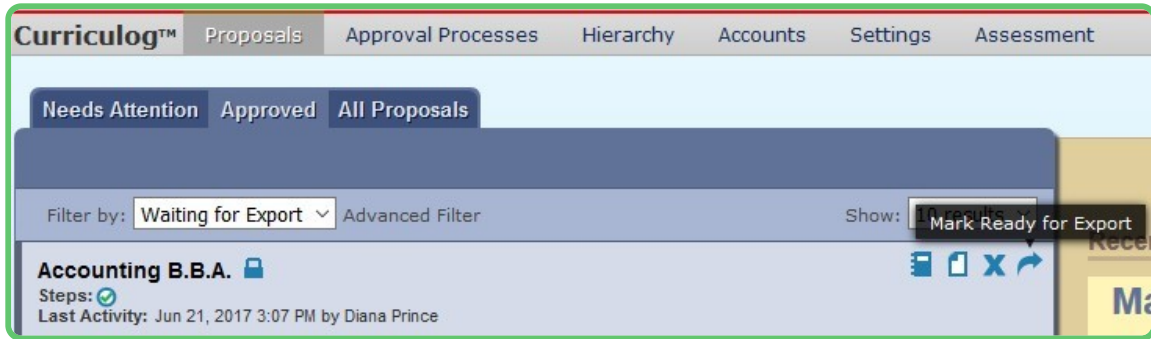 Curriculog™ Proposals Approval Processes Hierarchy Accounts Settings Assessment
Needs Attention Approved All Proposals
Filter by: Waiting for Export Advanced Filter Show: 10 results
Mark Ready for Export
Accounting B.B.A.
Steps:
Last Activity: Jun 21, 2017 3:07 PM by Diana Prince